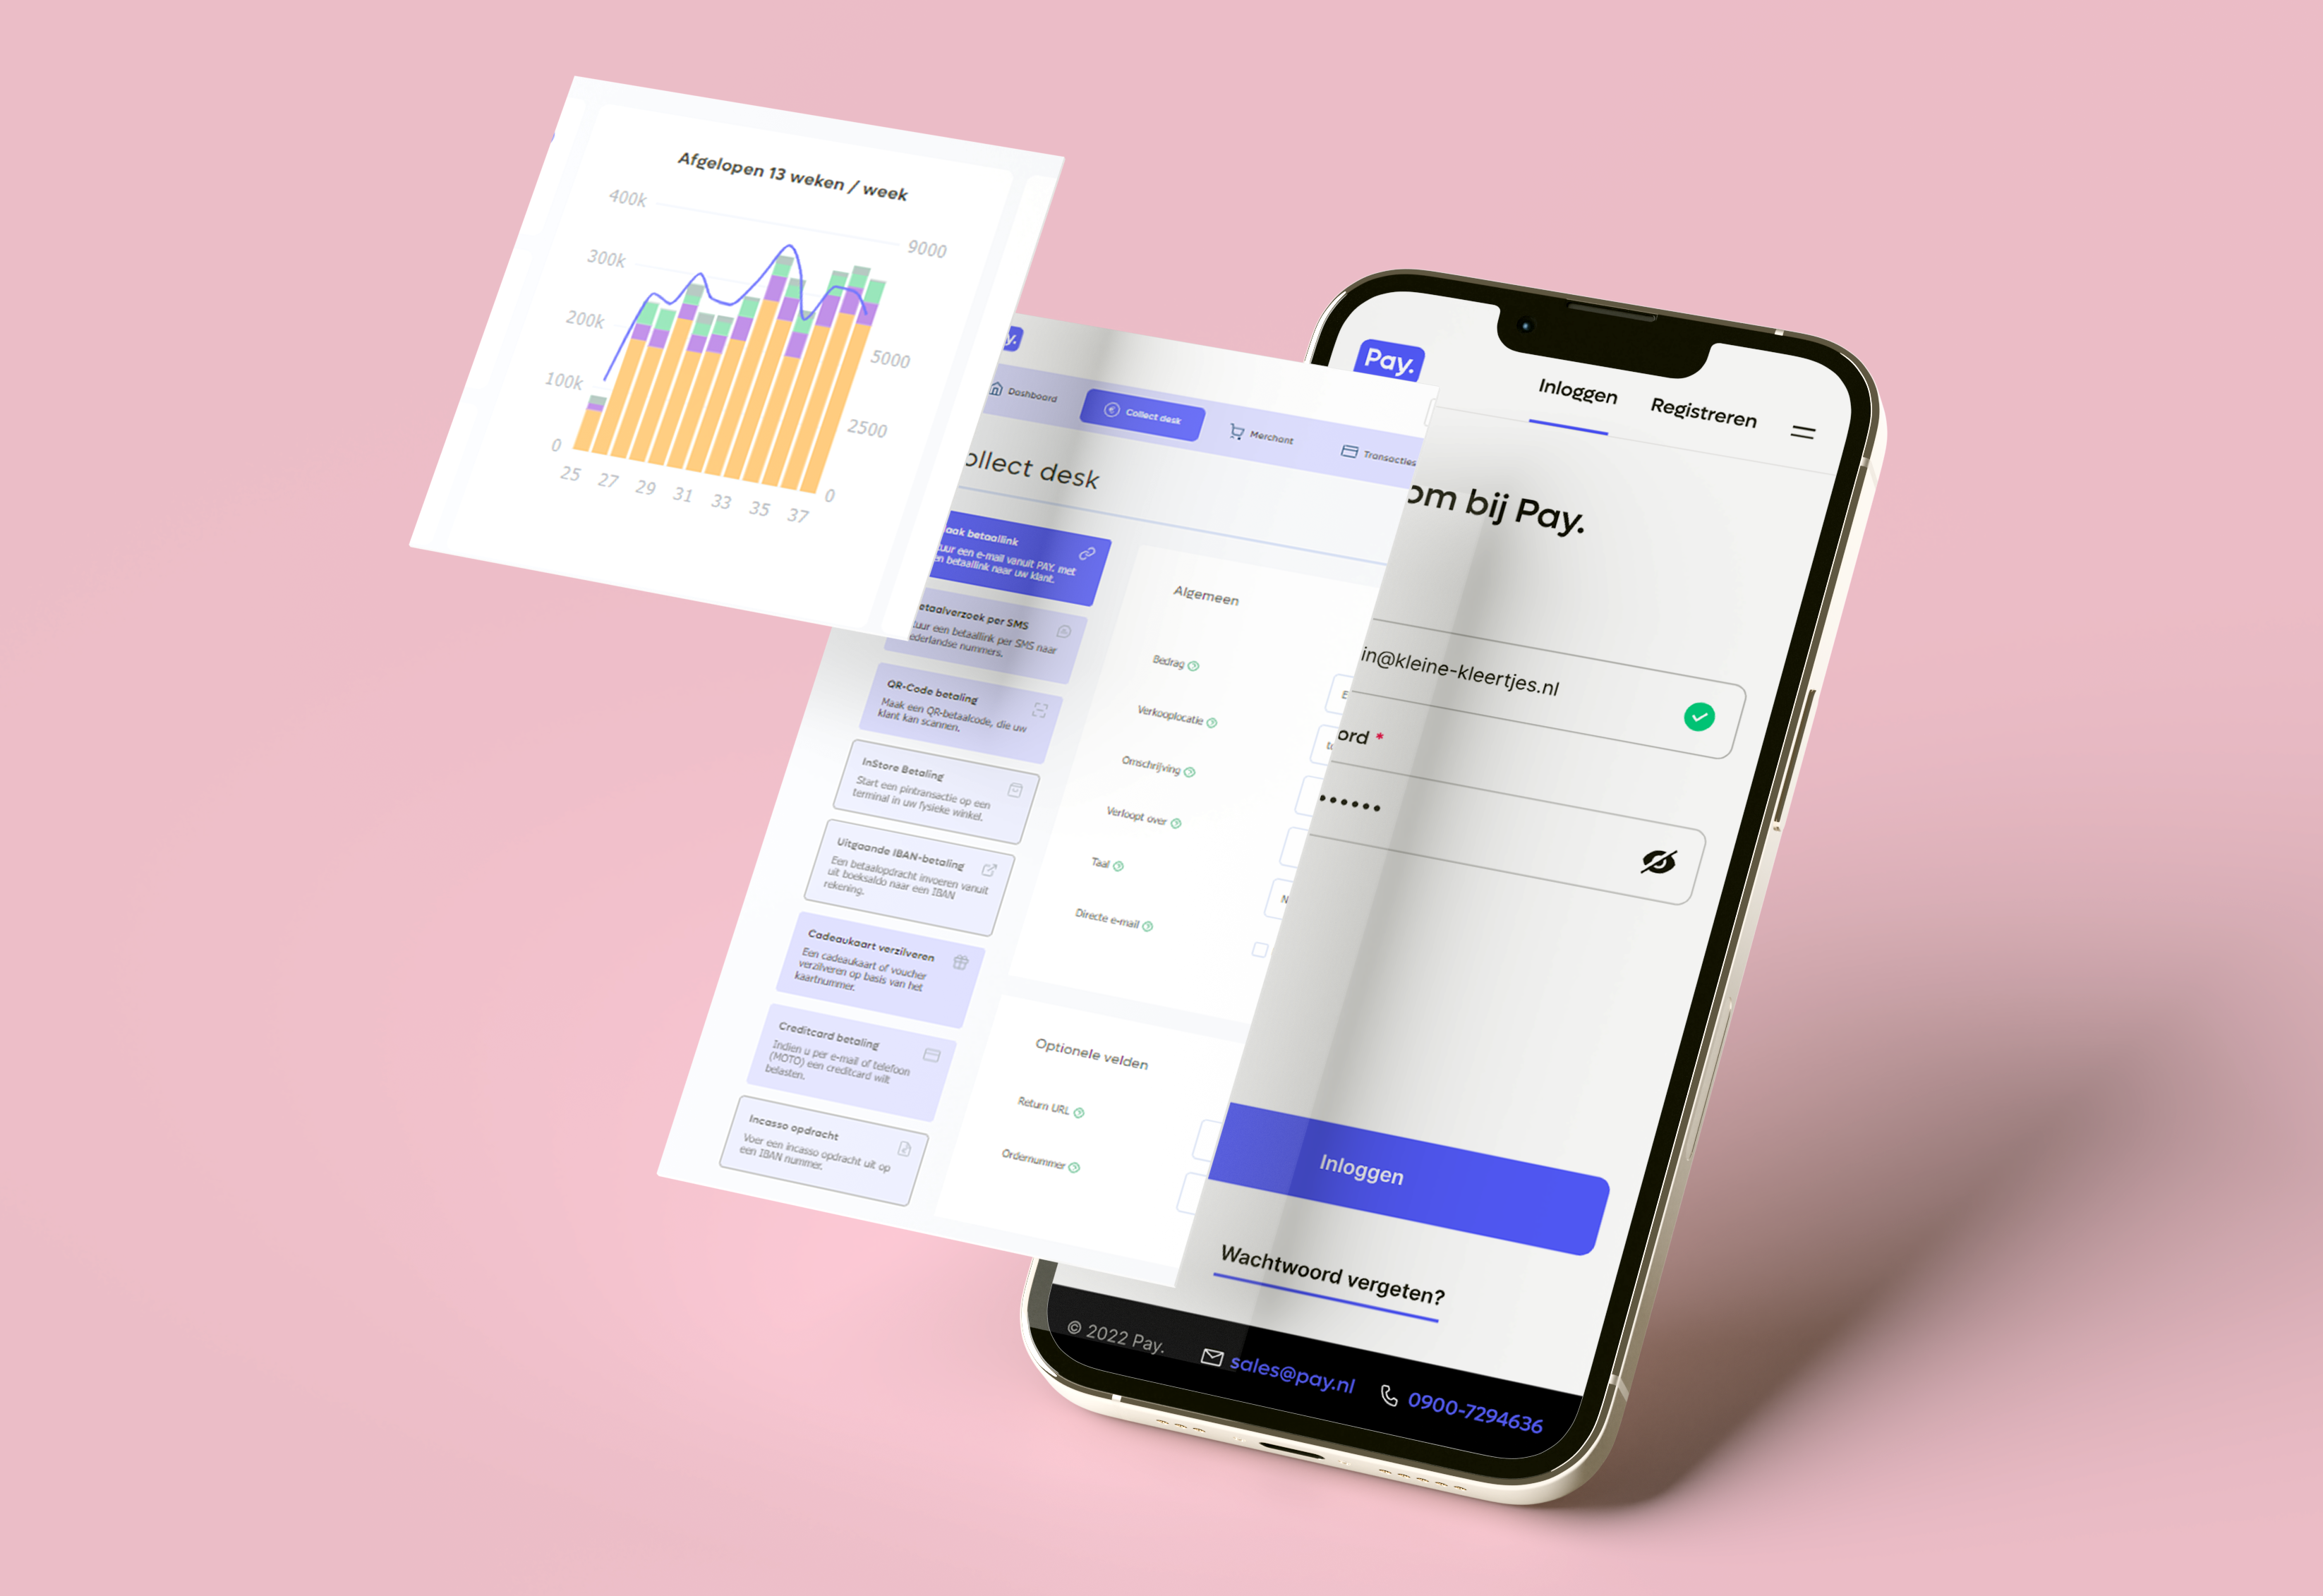 Afgelopen 13 weken / week
400k
300k
200k
100k
0
9000
5000
2500
0
25 27 29 31 33 35 37
y.
Dashboard
Collect desk
Merchant
Transacties
ollect desk
aak betaallink
tuur een e-mail vanuit PAY. met
en betaallink naar uw klant.
etaalverzoek per SMS
tuur een betaallink per SMS naar
ederlandse nummers.
QR-Code betaling
Maak een QR-betaalcode, die uw
klant kan scannen.
InStore Betaling
Start een pintransactie op een
terminal in uw fysieke winkel.
Uitgaande IBAN-betaling
Een betaalopdracht invoeren vanuit
uit boeksaldo naar een IBAN
rekening.
Cadeaukaart verzilveren
Een cadeaukaart of voucher
verzilveren op basis van het
kaartnummer.
Creditcard betaling
Indien u per e-mail of telefoon
(MOTO) een creditcard wilt
belasten.
Incasso opdracht
Voer een incasso opdracht uit op
een IBAN nummer.
Algemeen
Bedrag
Verkooplocatie
Omschrijving
Verloopt over
Taal
Directe e-mail
Optionele velden
Return URL
Ordernummer
Pay.
Inloggen
Registreren
om bij Pay.
in@kleine-kleertjes.nl
ord *
Inloggen
Wachtwoord vergeten?
© 2022 Pay.
sales@pay.nl
0900-7294636